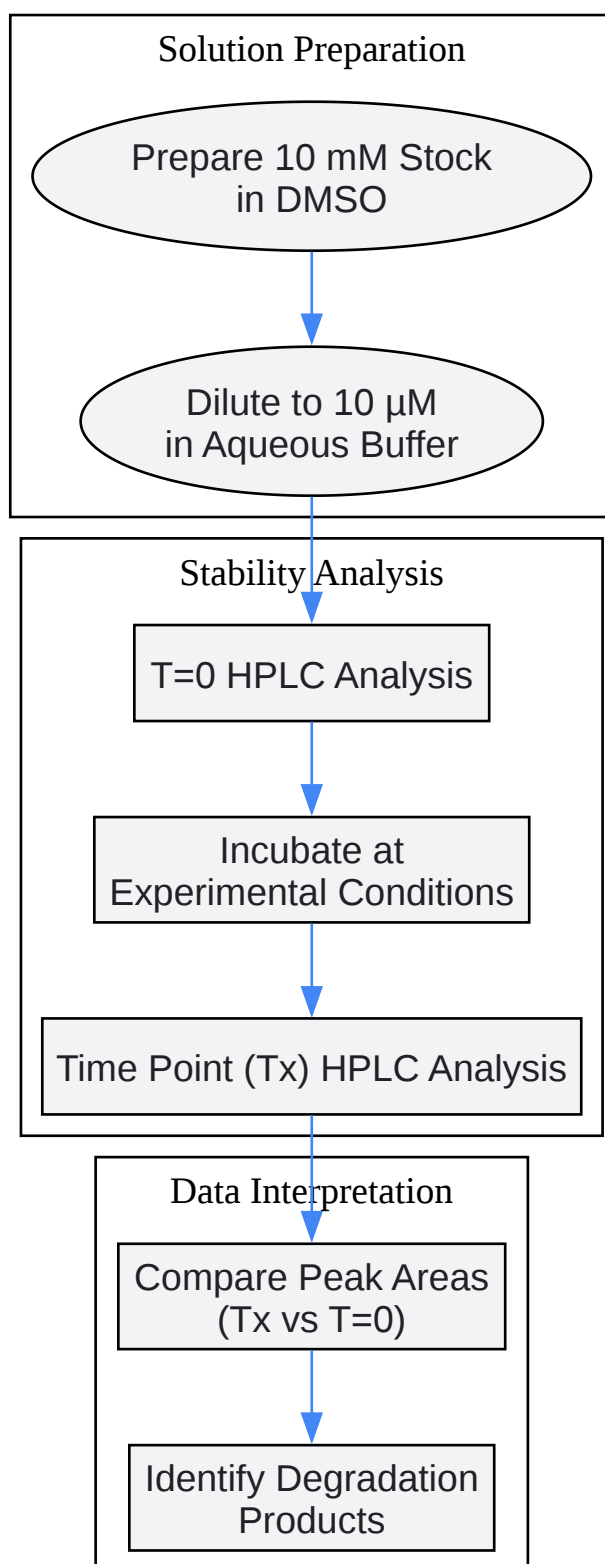 Solution Preparation
Prepare 10 mM Stock
in DMSO
Dilute to 10 µM
in Aqueous Buffer
Stability Analysis
T=0 HPLC Analysis
Incubate at
Experimental Conditions
Time Point (Tx) HPLC Analysis
Data Interpretation
Compare Peak Areas
(Tx vs T=0)
Identify Degradation
Products